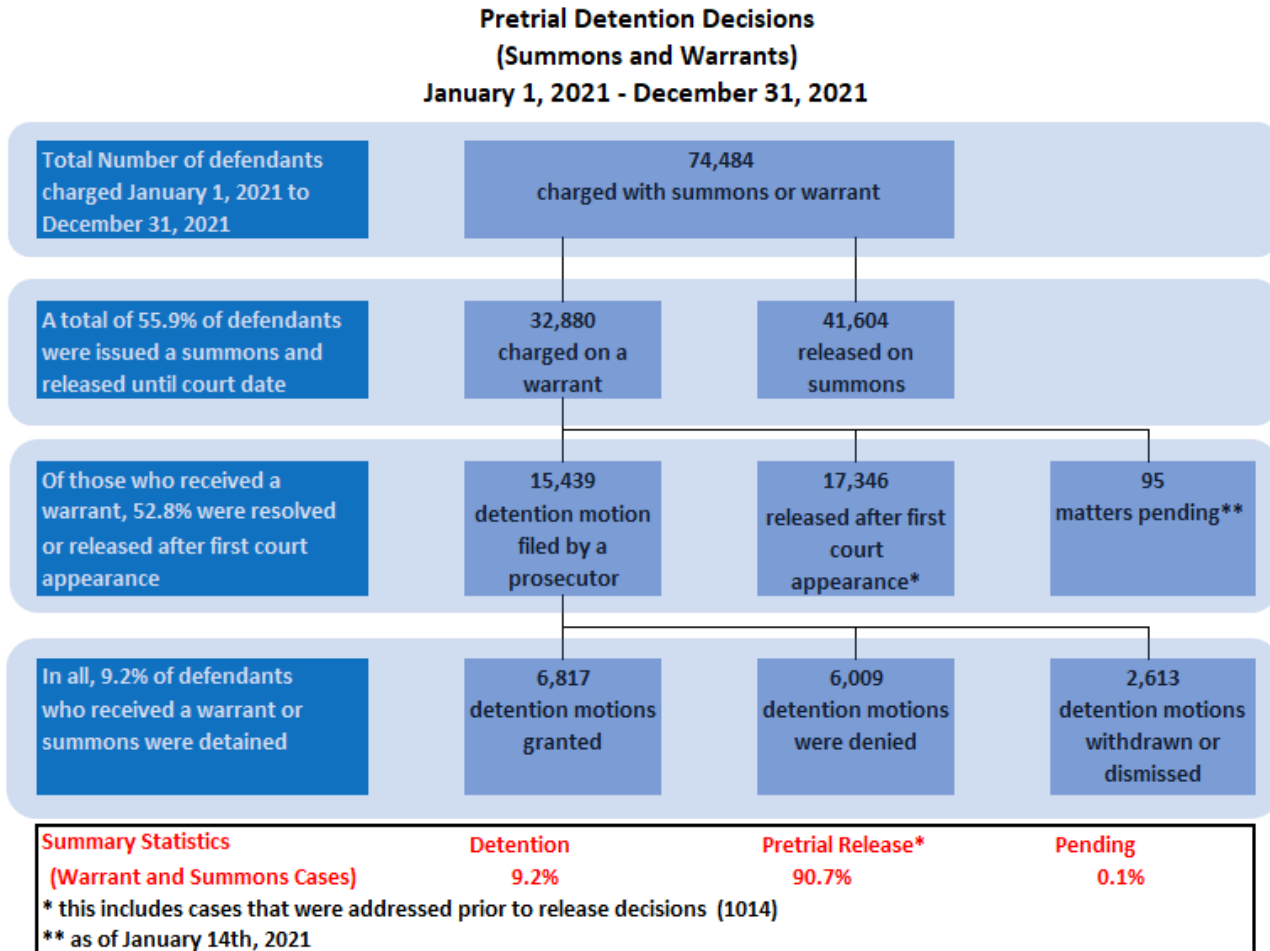 Pretrial Detention Decisions
(Summons and Warrants)
January 1, 2021 - December 31, 2021
Total Number of defendants
charged January 1, 2021 to
December 31, 2021
74,484
charged with summons or warrant
A total of 55.9% of defendants
were issued a summons and
released until court date
32,880
charged on a
warrant
41,604
released on
summons
Of those who received a
warrant, 52.8% were resolved
or released after first court
appearance
15,439
detention motion
filed by a
prosecutor
17,346
released after first
court
appearance*
95
matters pending**
In all, 9.2% of defendants
who received a warrant or
summons were detained
6,817
detention motions
granted
6,009
detention motions
were denied
2,613
detention motions
withdrawn or
dismissed
Summary Statistics Detention Pretrial Release* Pending
(Warrant and Summons Cases) 9.2% 90.7% 0.1%
* this includes cases that were addressed prior to release decisions (1014)
** as of January 14th, 2021